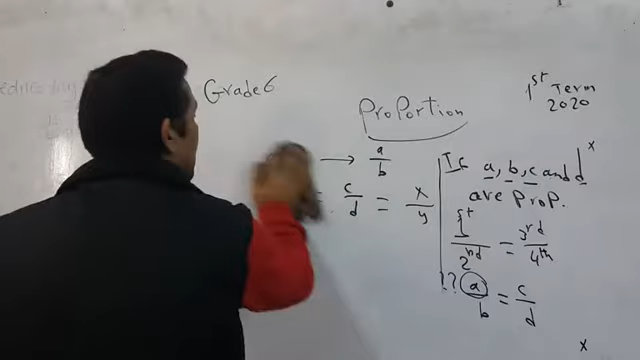 Grade 6
1st Term
2020
Proportion
→ a/b
= c/d = x/y
If a, b, c and d
are prop.
1st/2nd = 3rd/4th
?? a/b = c/d
x
x